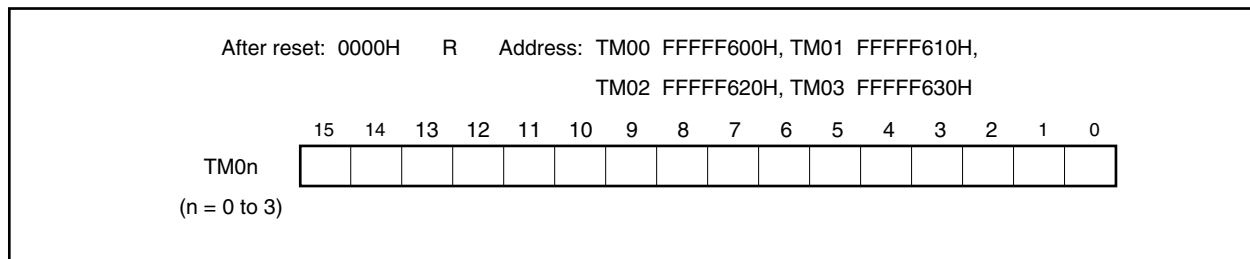 After reset: 0000H R Address: TM00 FFFFF600H, TM01 FFFFF610H,
TM02 FFFFF620H, TM03 FFFFF630H
15 14 13 12 11 10 9 8 7 6 5 4 3 2 1 0
TM0n
(n = 0 to 3)